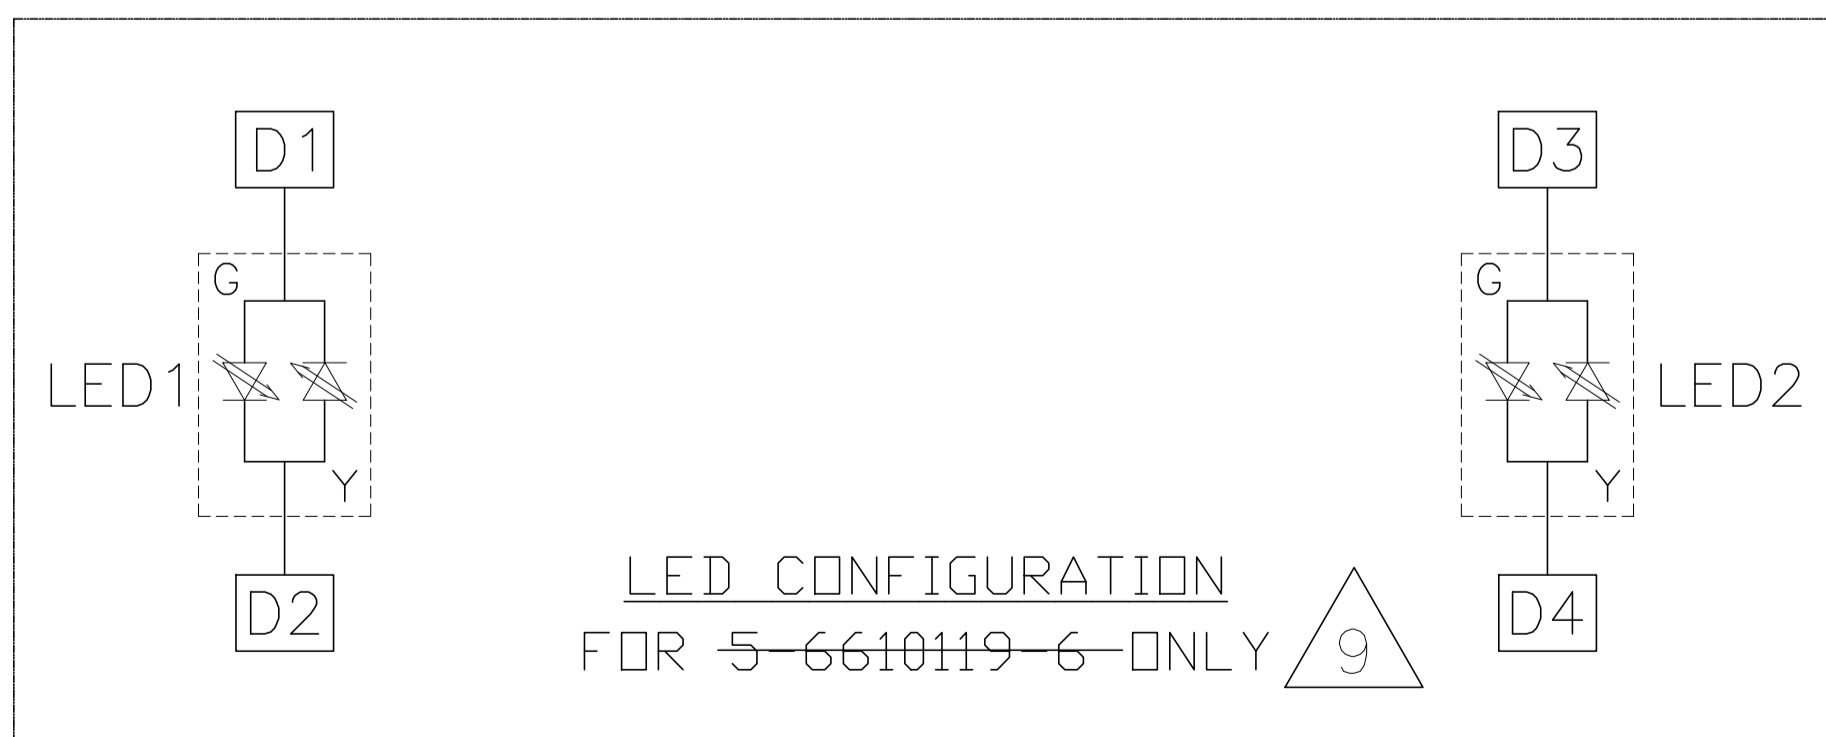 D1
D3
G
G
LED1
LED2
Y
Y
LED CONFIGURATION
FOR 5-6610119-6 ONLY
9
D2
D4